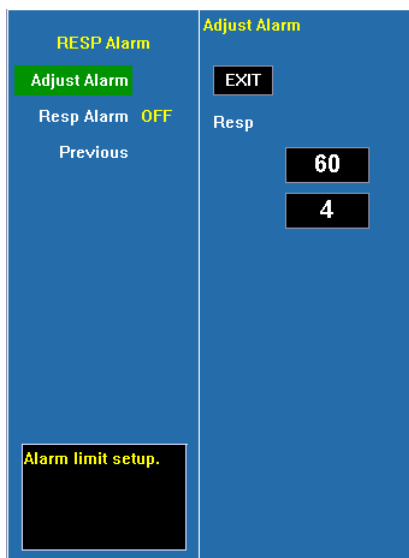 RESP Alarm
Adjust Alarm
Resp Alarm OFF
Previous
Alarm limit setup.
Adjust Alarm
EXIT
Resp
60
4